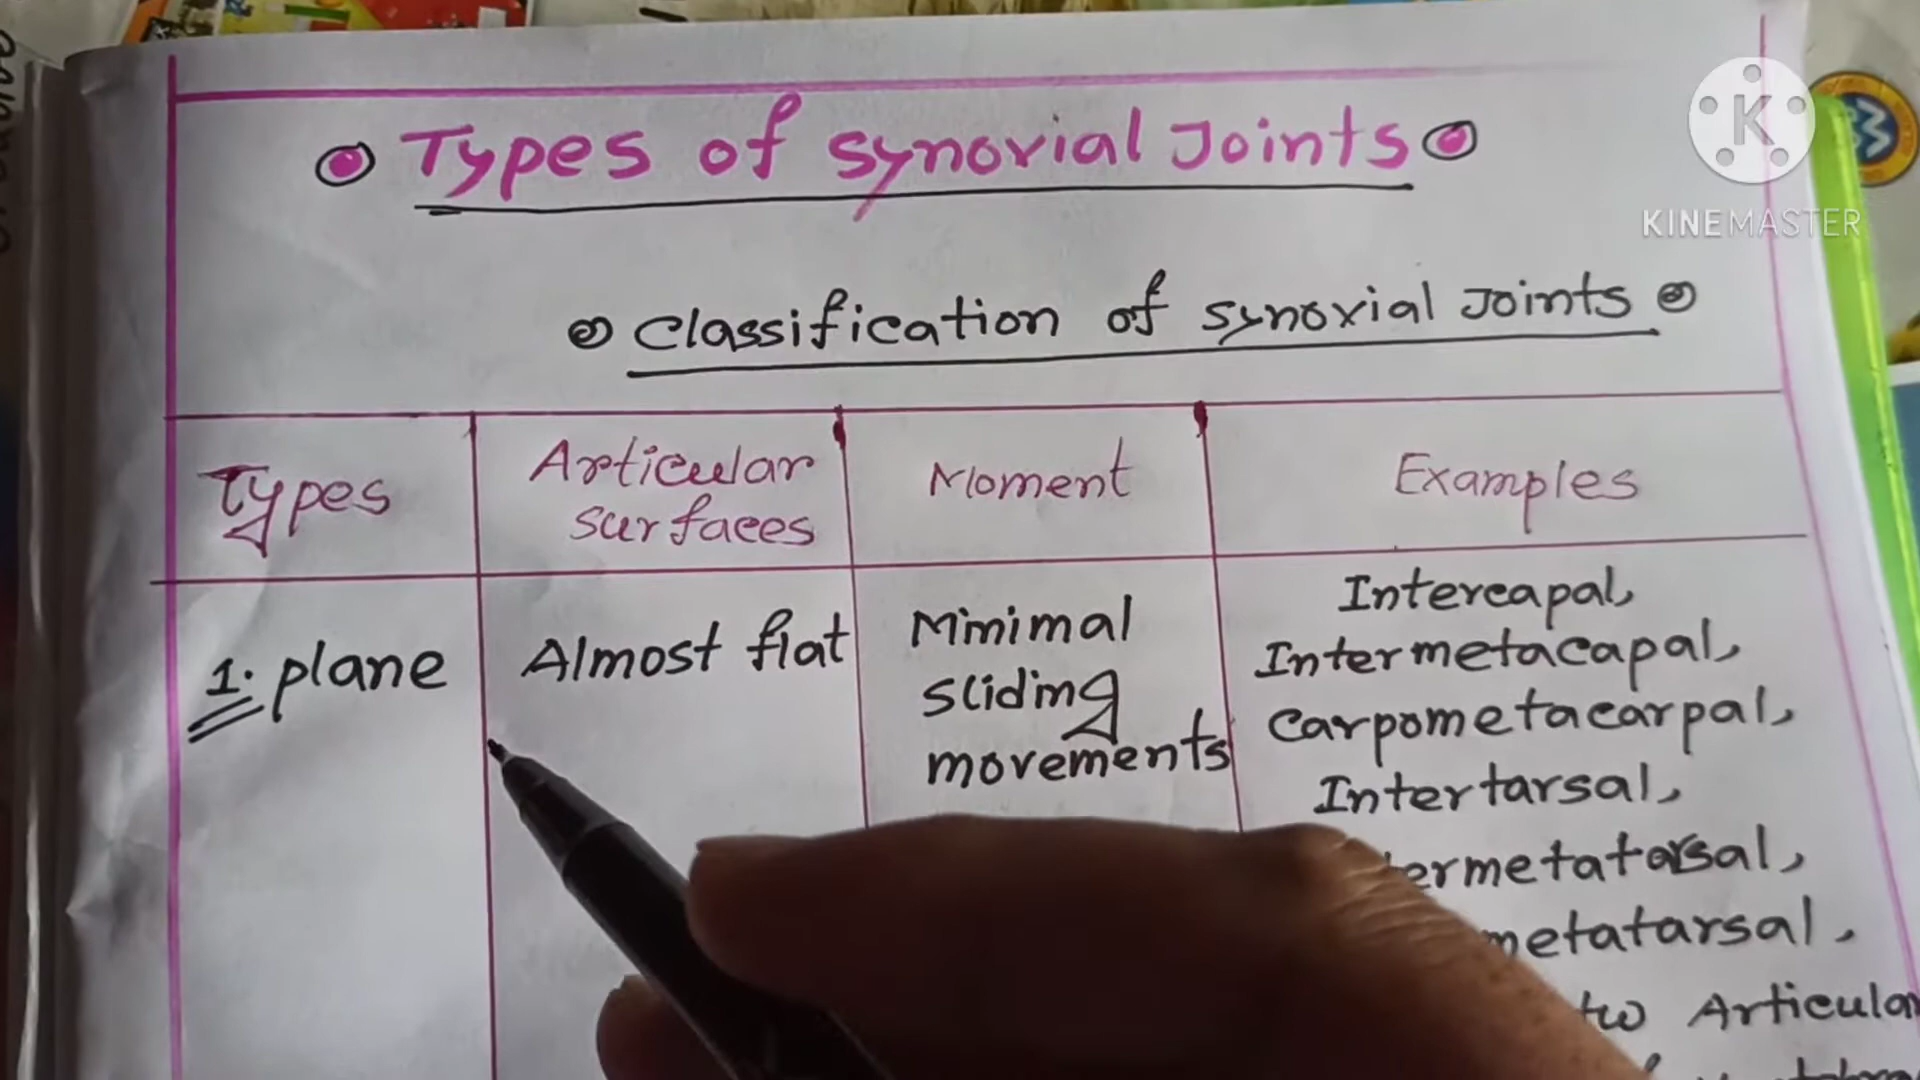 Types of Synovial Joints
Classification of synovial Joints
Types
Articular surfaces
Moment
Examples
1. plane
Almost flat
Minimal
sliding
movements
Intercapal,
Intermetacapal,
Carpometacarpal,
Intertarsal,
ermetatarsal,
metatarsal,
Articular
K
KINEMASTER